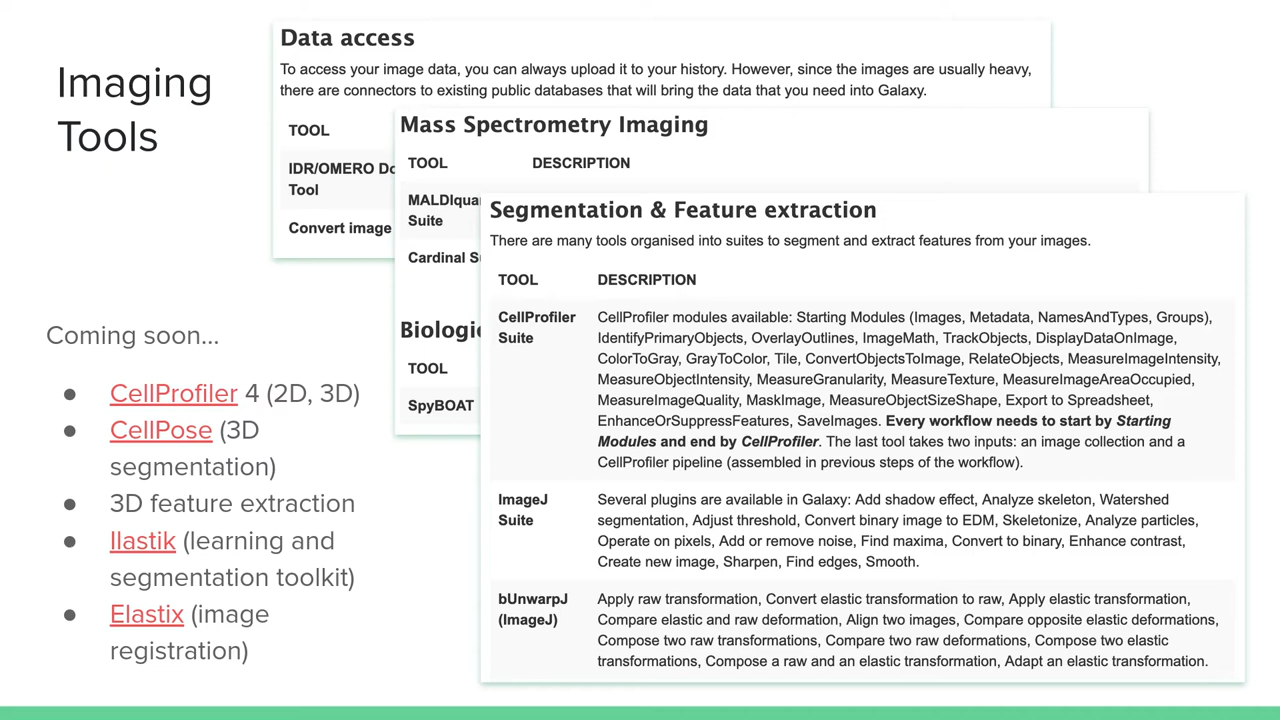 Imaging
Tools
Coming soon...
● CellProfiler 4 (2D, 3D)
● CellPose (3D
segmentation)
● 3D feature extraction
● Ilastik (learning and
segmentation toolkit)
● Elastix (image
registration)
Data access
To access your image data, you can always upload it to your history. However, since the images are usually heavy,
there are connectors to existing public databases that will bring the data that you need into Galaxy.
TOOL
IDR/OMERO
Tool
Convert image
Mass Spectrometry Imaging
TOOL DESCRIPTION
Suite
Cardinal
TOOL
SpyBOAT
Segmentation & Feature extraction
There are many tools organised into suites to segment and extract features from your images.
TOOL DESCRIPTION
CellProfiler
Suite
CellProfiler modules available: Starting Modules (Images, Metadata, NamesAndTypes, Groups),
IdentifyPrimaryObjects, OverlayOutlines, ImageMath, TrackObjects, DisplayDataOnImage,
ColorToGray, GrayToColor, Tile, ConvertObjectsToImage, RelateObjects, MeasureImageIntensity,
MeasureObjectIntensity, MeasureGranularity, MeasureTexture, MeasureImageAreaOccupied,
MeasureImageQuality, MaskImage, MeasureObjectSizeShape, Export to Spreadsheet,
EnhanceOrSuppressFeatures, SaveImages. Every workflow needs to start by Starting
Modules and end by CellProfiler. The last tool takes two inputs: an image collection and a
CellProfiler pipeline (assembled in previous steps of the workflow).
ImageJ
Suite
Several plugins are available in Galaxy: Add shadow effect, Analyze skeleton, Watershed
segmentation, Adjust threshold, Convert binary image to EDM, Skeletonize, Analyze particles,
Operate on pixels, Add or remove noise, Find maxima, Convert to binary, Enhance contrast,
Create new image, Sharpen, Find edges, Smooth.
bUnwarpJ
(ImageJ)
Apply raw transformation, Convert elastic transformation to raw, Apply elastic transformation,
Compare elastic and raw deformation, Align two images, Compare opposite elastic deformations,
Compose two raw transformations, Compare two raw deformations, Compose two elastic
transformations, Compose a raw and an elastic transformation, Adapt an elastic transformation.